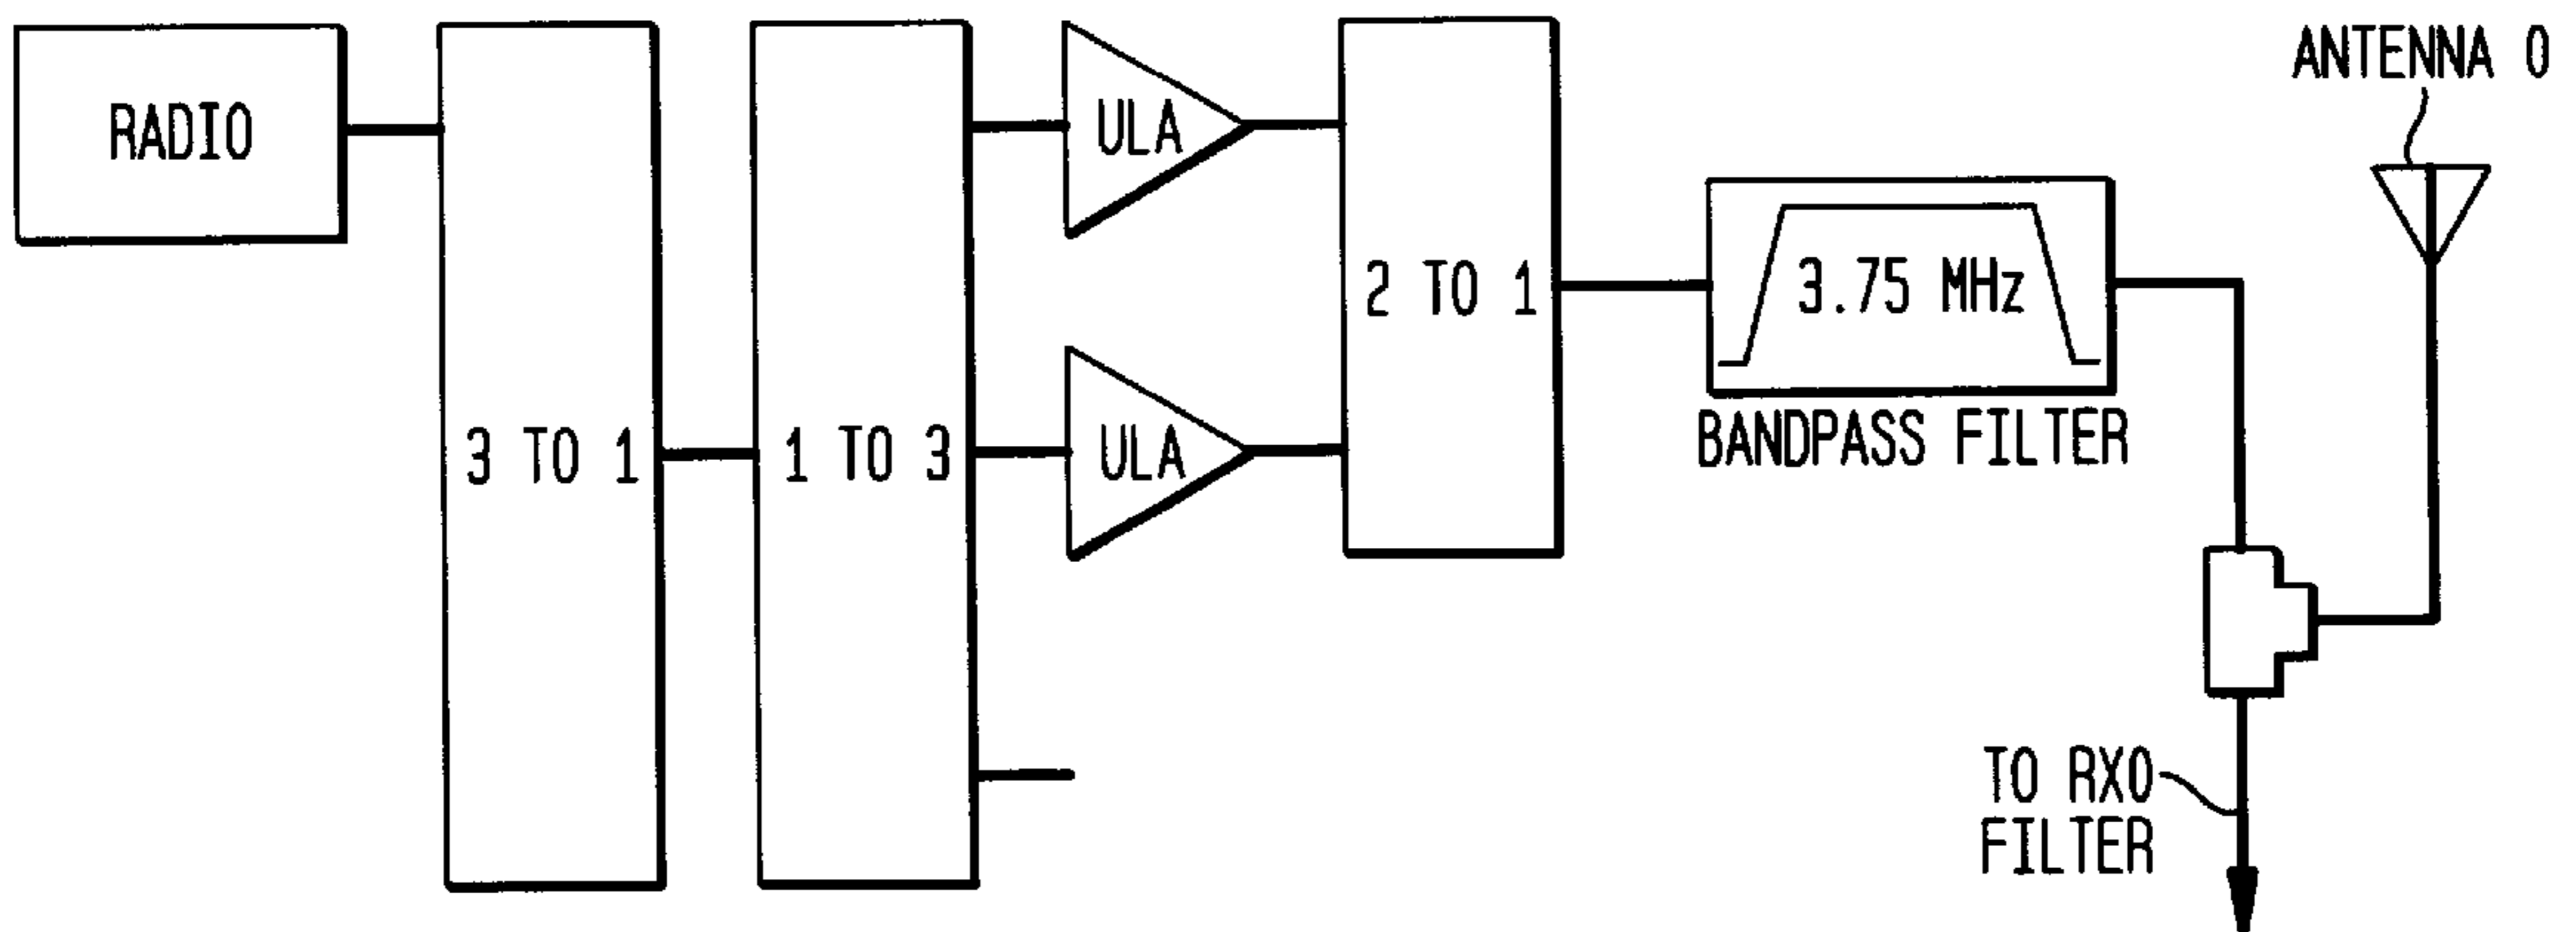 RADIO
3 TO 1
1 TO 3
ULA
ULA
2 TO 1
3.75 MHz
BANDPASS FILTER
ANTENNA 0
TO RX0
FILTER